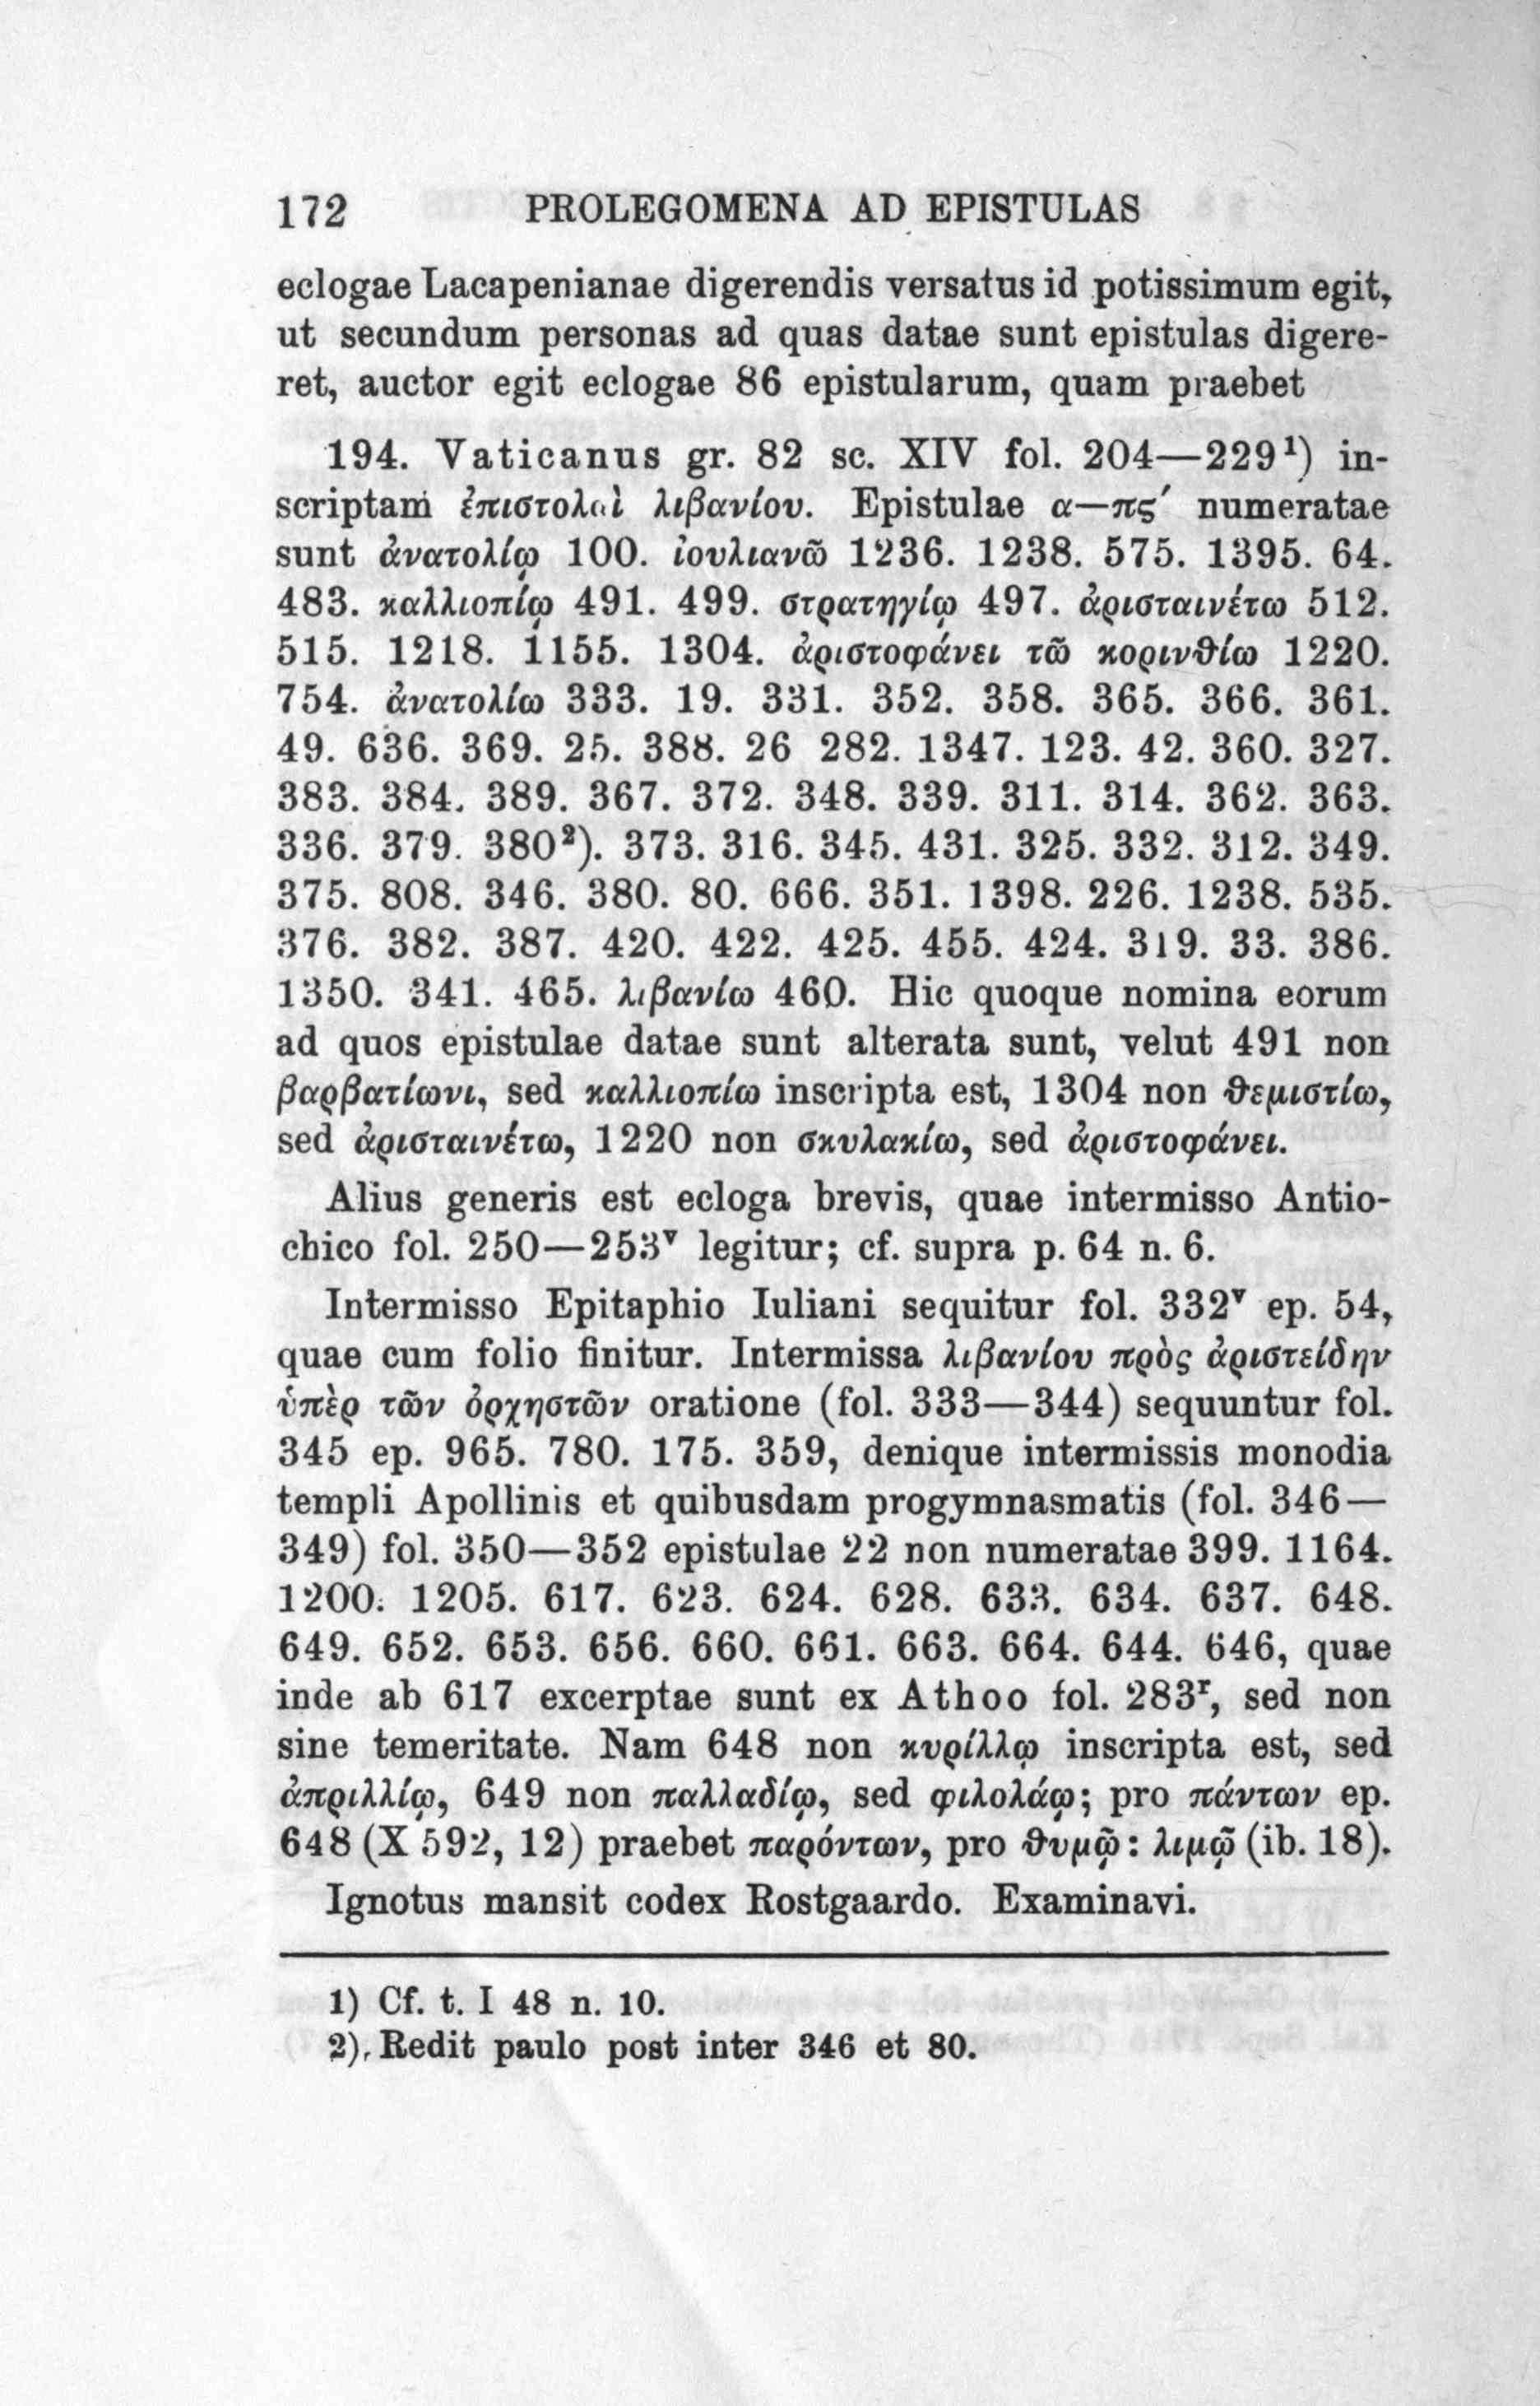 172 PROLEGOMENA AD EPISTULAS
eclogae Lacapenianae digerendis versatus id potissimum egit,
ut secundum personas ad quas datae sunt epistulas digere-
ret, auctor egit eclogae 86 epistularum, quam praebet
194. Vaticanus gr. 82 sc. XIV fol. 204—229¹) in-
scriptam ἐπιστολαὶ λιβανίου. Epistulae α—πς′ numeratae
sunt ἀνατολίῳ 100. ἰουλιανῶ 1236. 1238. 575. 1395. 64.
483. καλλιοπίῳ 491. 499. στρατηγίῳ 497. ἀρισταινέτω 512.
515. 1218. 1155. 1304. ἀριστοφάνει τῶ κορινθίω 1220.
754. ἀνατολίω 333. 19. 331. 352. 358. 365. 366. 361.
49. 636. 369. 25. 388. 26 282. 1347. 123. 42. 360. 327.
383. 384. 389. 367. 372. 348. 339. 311. 314. 362. 363.
336. 379. 380²). 373. 316. 345. 431. 325. 332. 312. 349.
375. 808. 346. 380. 80. 666. 351. 1398. 226. 1238. 535.
376. 382. 387. 420. 422. 425. 455. 424. 319. 33. 386.
1350. 341. 465. λιβανίω 460. Hic quoque nomina eorum
ad quos epistulae datae sunt alterata sunt, velut 491 non
βαρβατίωνι, sed καλλιοπίω inscripta est, 1304 non θεμιστίω,
sed ἀρισταινέτω, 1220 non σκυλακίω, sed ἀριστοφάνει.
Alius generis est ecloga brevis, quae intermisso Antio-
chico fol. 250—253ᵛ legitur; cf. supra p. 64 n. 6.
Intermisso Epitaphio Iuliani sequitur fol. 332ᵛ ep. 54,
quae cum folio finitur. Intermissa λιβανίου πρὸς ἀριστείδην
ὑπὲρ τῶν ὀρχηστῶν oratione (fol. 333—344) sequuntur fol.
345 ep. 965. 780. 175. 359, denique intermissis monodia
templi Apollinis et quibusdam progymnasmatis (fol. 346—
349) fol. 350—352 epistulae 22 non numeratae 399. 1164.
1200. 1205. 617. 623. 624. 628. 633. 634. 637. 648.
649. 652. 653. 656. 660. 661. 663. 664. 644. 646, quae
inde ab 617 excerptae sunt ex Athoo fol. 283ʳ, sed non
sine temeritate. Nam 648 non κυρίλλῳ inscripta est, sed
ἀπριλλίῳ, 649 non παλλαδίῳ, sed φιλολάῳ; pro πάντων ep.
648 (X 592, 12) praebet παρόντων, pro θυμῷ: λιμῷ (ib. 18).
Ignotus mansit codex Rostgaardo. Examinavi.
1) Cf. t. I 48 n. 10.
2) Redit paulo post inter 346 et 80.